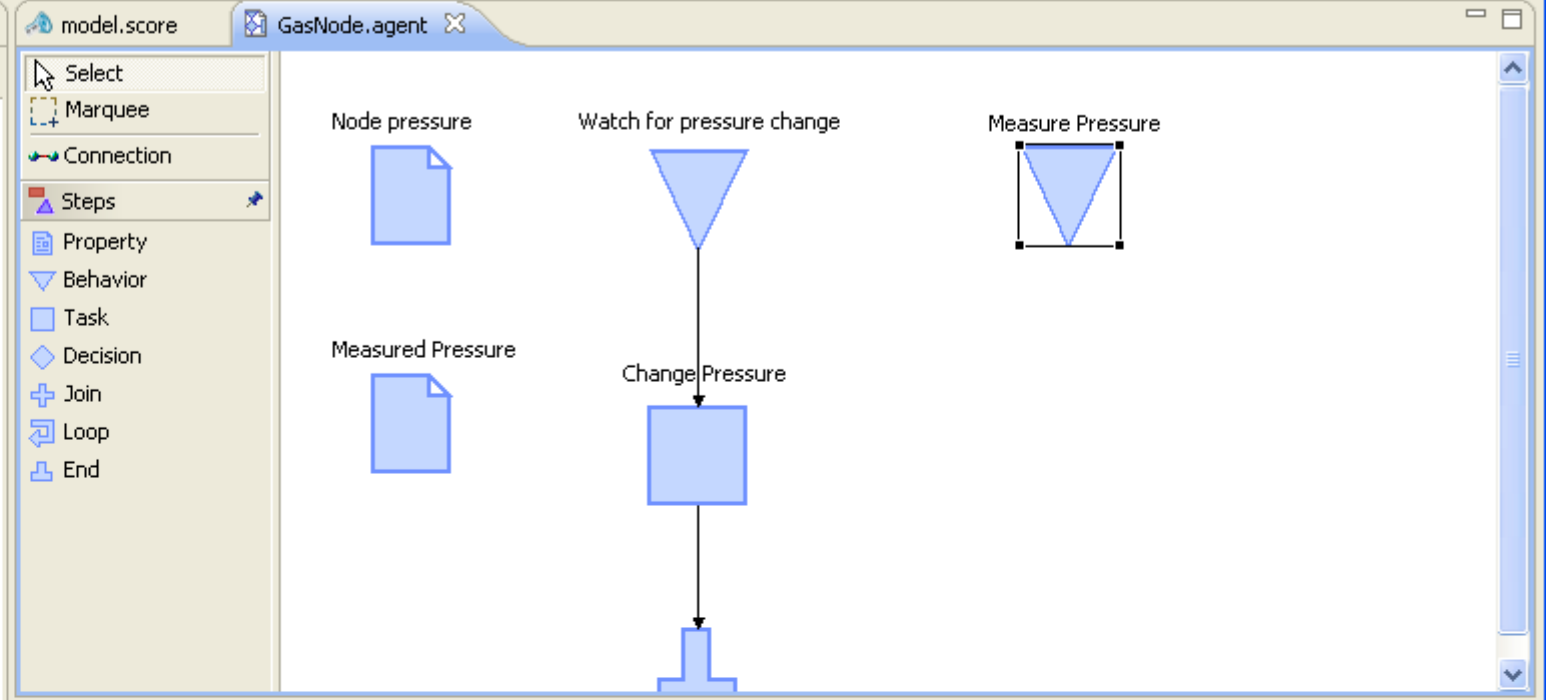 model.score
GasNode.agent
Select
Marquee
Connection
Steps
Property
Behavior
Task
Decision
Join
Loop
End
Node pressure
Watch for pressure change
Measure Pressure
Measured Pressure
Change Pressure